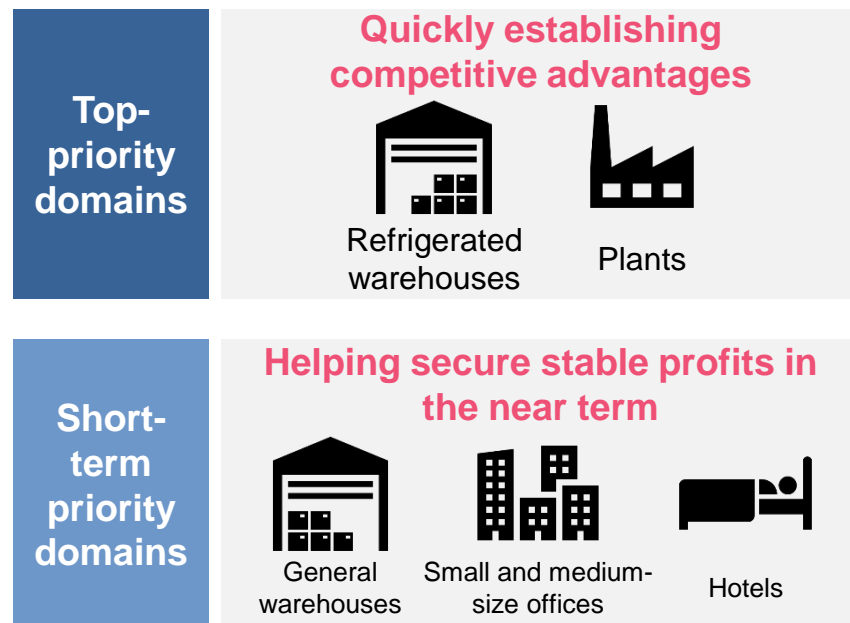 Top-
priority
domains
Quickly establishing
competitive advantages
Refrigerated
warehouses
Plants
Short-
term
priority
domains
Helping secure stable profits in
the near term
General
warehouses
Small and medium-
size offices
Hotels